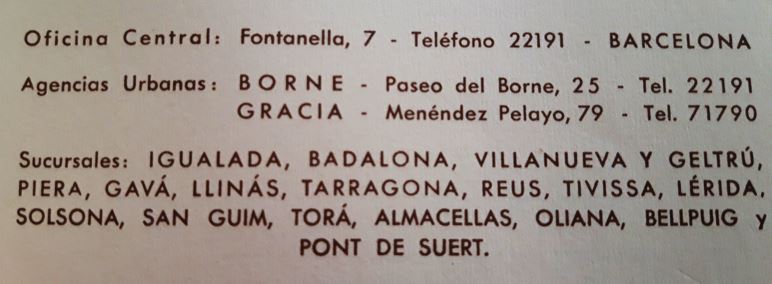 Oficina Central: Fontanella, 7 - Teléfono 22191 - BARCELONA
Agencias Urbanas: BORNE - Paseo del Borne, 25 - Tel. 22191
GRACIA - Menéndez Pelayo, 79 - Tel. 71790
Sucursales: IGUALADA, BADALONA, VILLANUEVA Y GELTRÚ,
PIERA, GAVÁ, LLINÁS, TARRAGONA, REUS, TIVISSA, LÉRIDA,
SOLSONA, SAN GUIM, TORÁ, ALMACELLAS, OLIANA, BELLPUIG y
PONT DE SUERT.